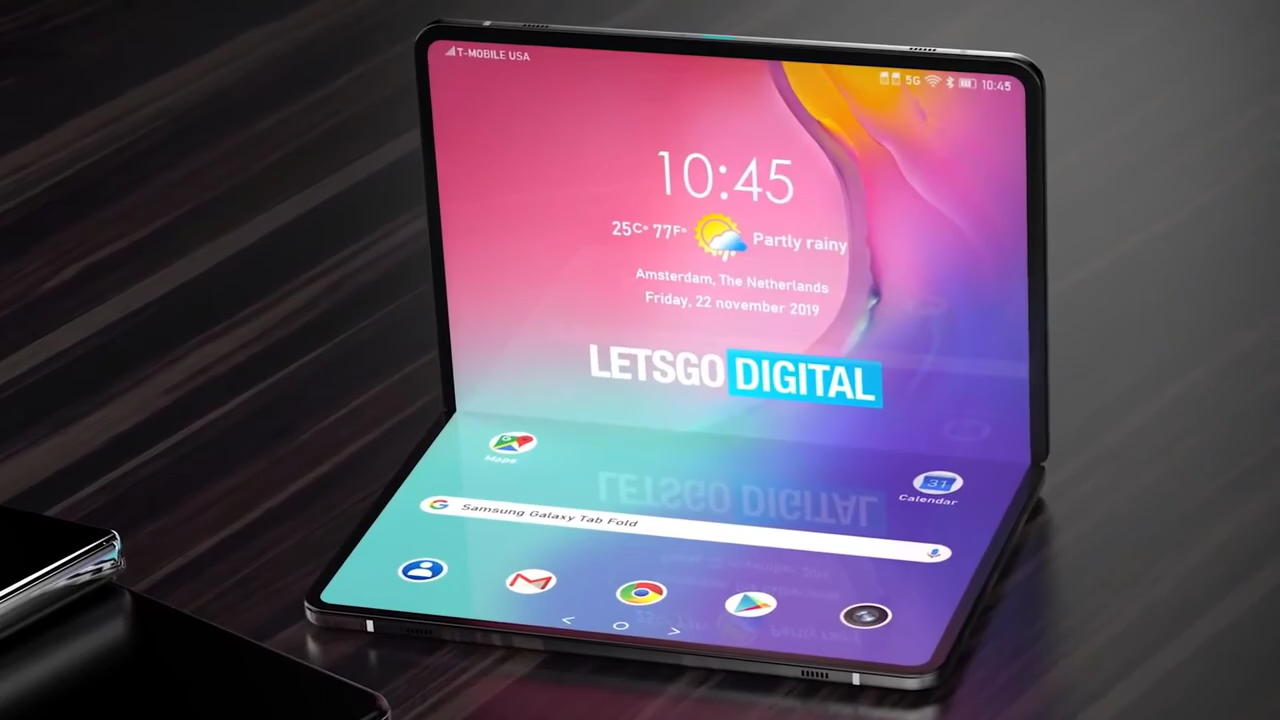 T-MOBILE USA
5G 10:45
10:45
25C° 77F° Partly rainy
Amsterdam, The Netherlands
Friday, 22 november 2019
LETSGO DIGITAL
Maps
31
Calendar
G Samsung Galaxy Tab Fold